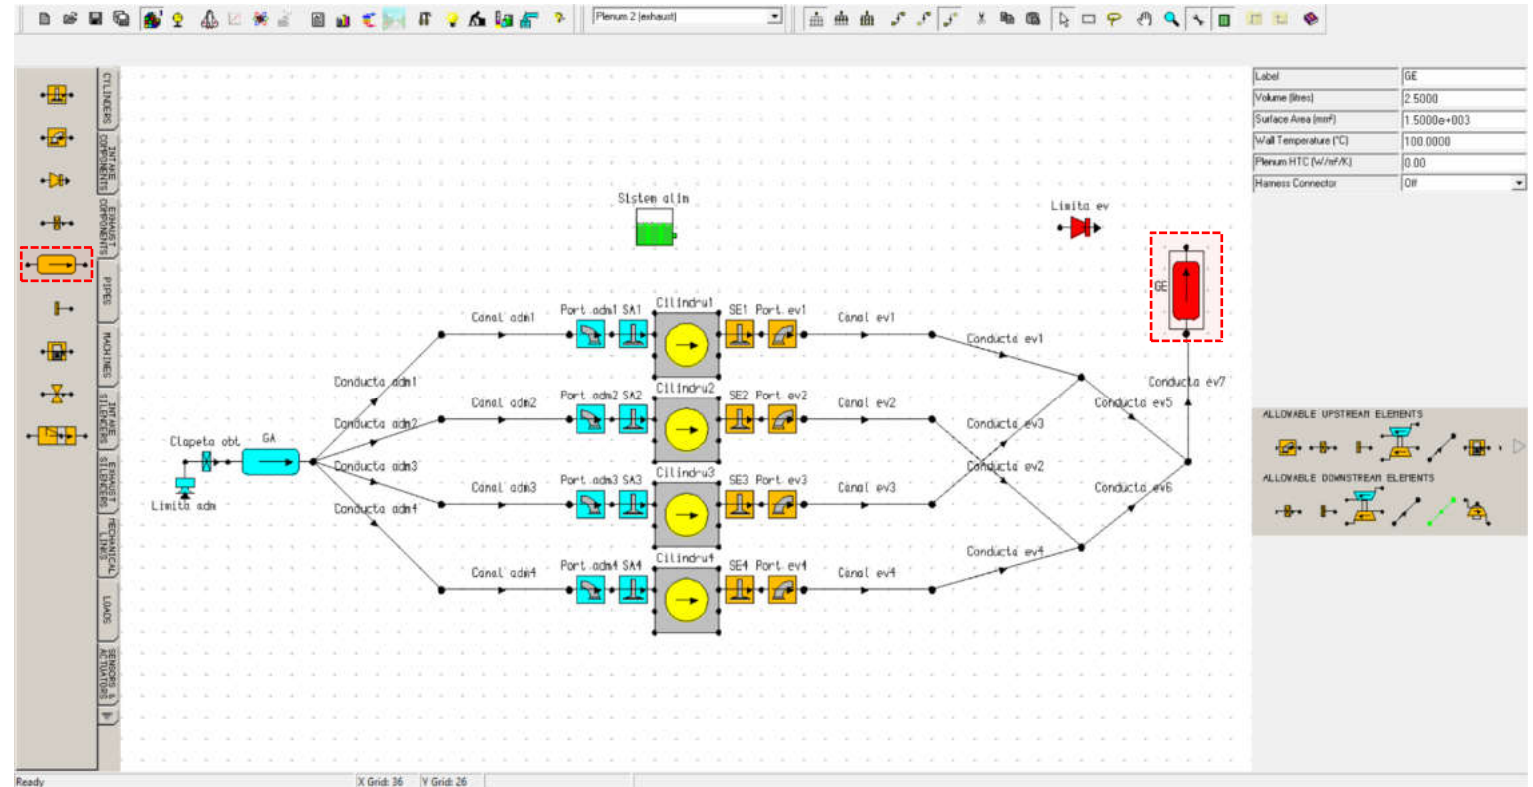 Plenum 2 (exhaust)
CYLINDERS
INTAKE COMPONENTS
EXHAUST COMPONENTS
PIPES
MACHINES
INTAKE SILENCERS
EXHAUST SILENCERS
MECHANICAL LINKS
LOADS
SENSORS & ACTUATORS
Label GE
Volume (litres) 2.5000
Surface Area (mm²) 1.5000e+003
Wall Temperature (°C) 100.0000
Plenum HTC (W/m²/K) 0.00
Harness Connector Off
Sistem alim
Limita ev
GE
Canal adm1 Port adm1 SA1 Cilindru1 SE1 Port ev1 Canal ev1
Conducta ev1
Conducta adm1
Conducta ev7
Canal adm2 Port adm2 SA2 Cilindru2 SE2 Port ev2 Canal ev2
Conducta ev5
Conducta adm2
Conducta ev3
Clapeta obt GA
Conducta adm3
Conducta ev2
Canal adm3 Port adm3 SA3 Cilindru3 SE3 Port ev3 Canal ev3
Conducta ev6
Limita adm
Conducta adm4
Conducta ev4
Canal adm4 Port adm4 SA4 Cilindru4 SE4 Port ev4 Canal ev4
ALLOWABLE UPSTREAM ELEMENTS
ALLOWABLE DOWNSTREAM ELEMENTS
Ready X Grid: 36 Y Grid: 26